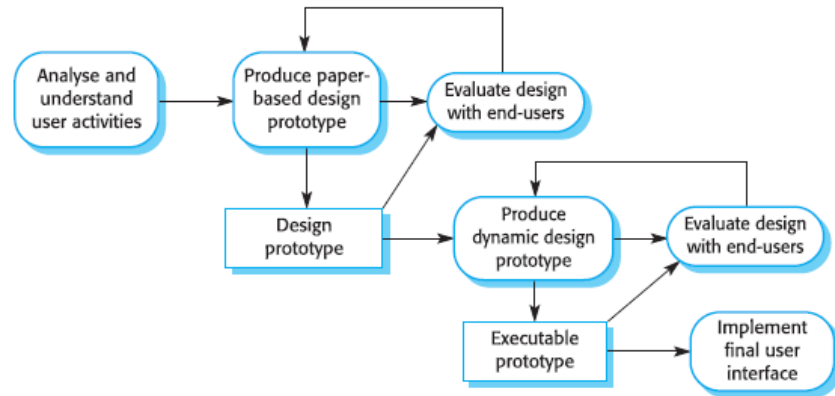 Analyse and
understand
user activities
Produce paper-
based design
prototype
Evaluate design
with end-users
Design
prototype
Produce
dynamic design
prototype
Evaluate design
with end-users
Executable
prototype
Implement
final user
interface